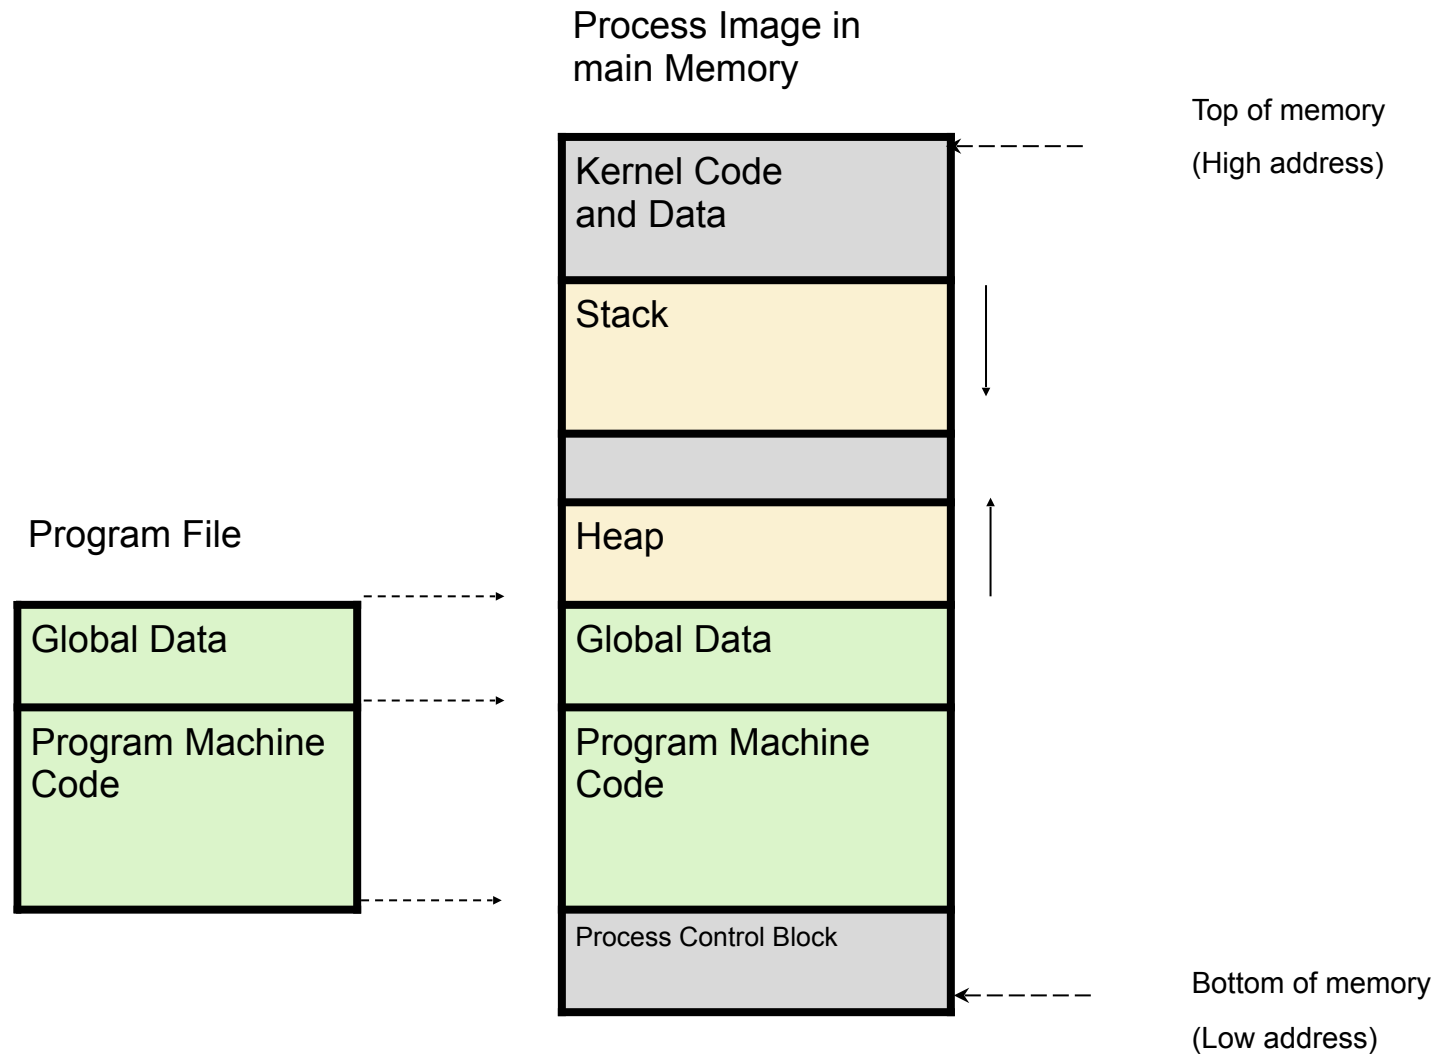 Process Image in
main Memory
Top of memory
(High address)
Kernel Code
and Data
Stack
Heap
Program File
Global Data
Program Machine
Code
Global Data
Program Machine
Code
Process Control Block
Bottom of memory
(Low address)